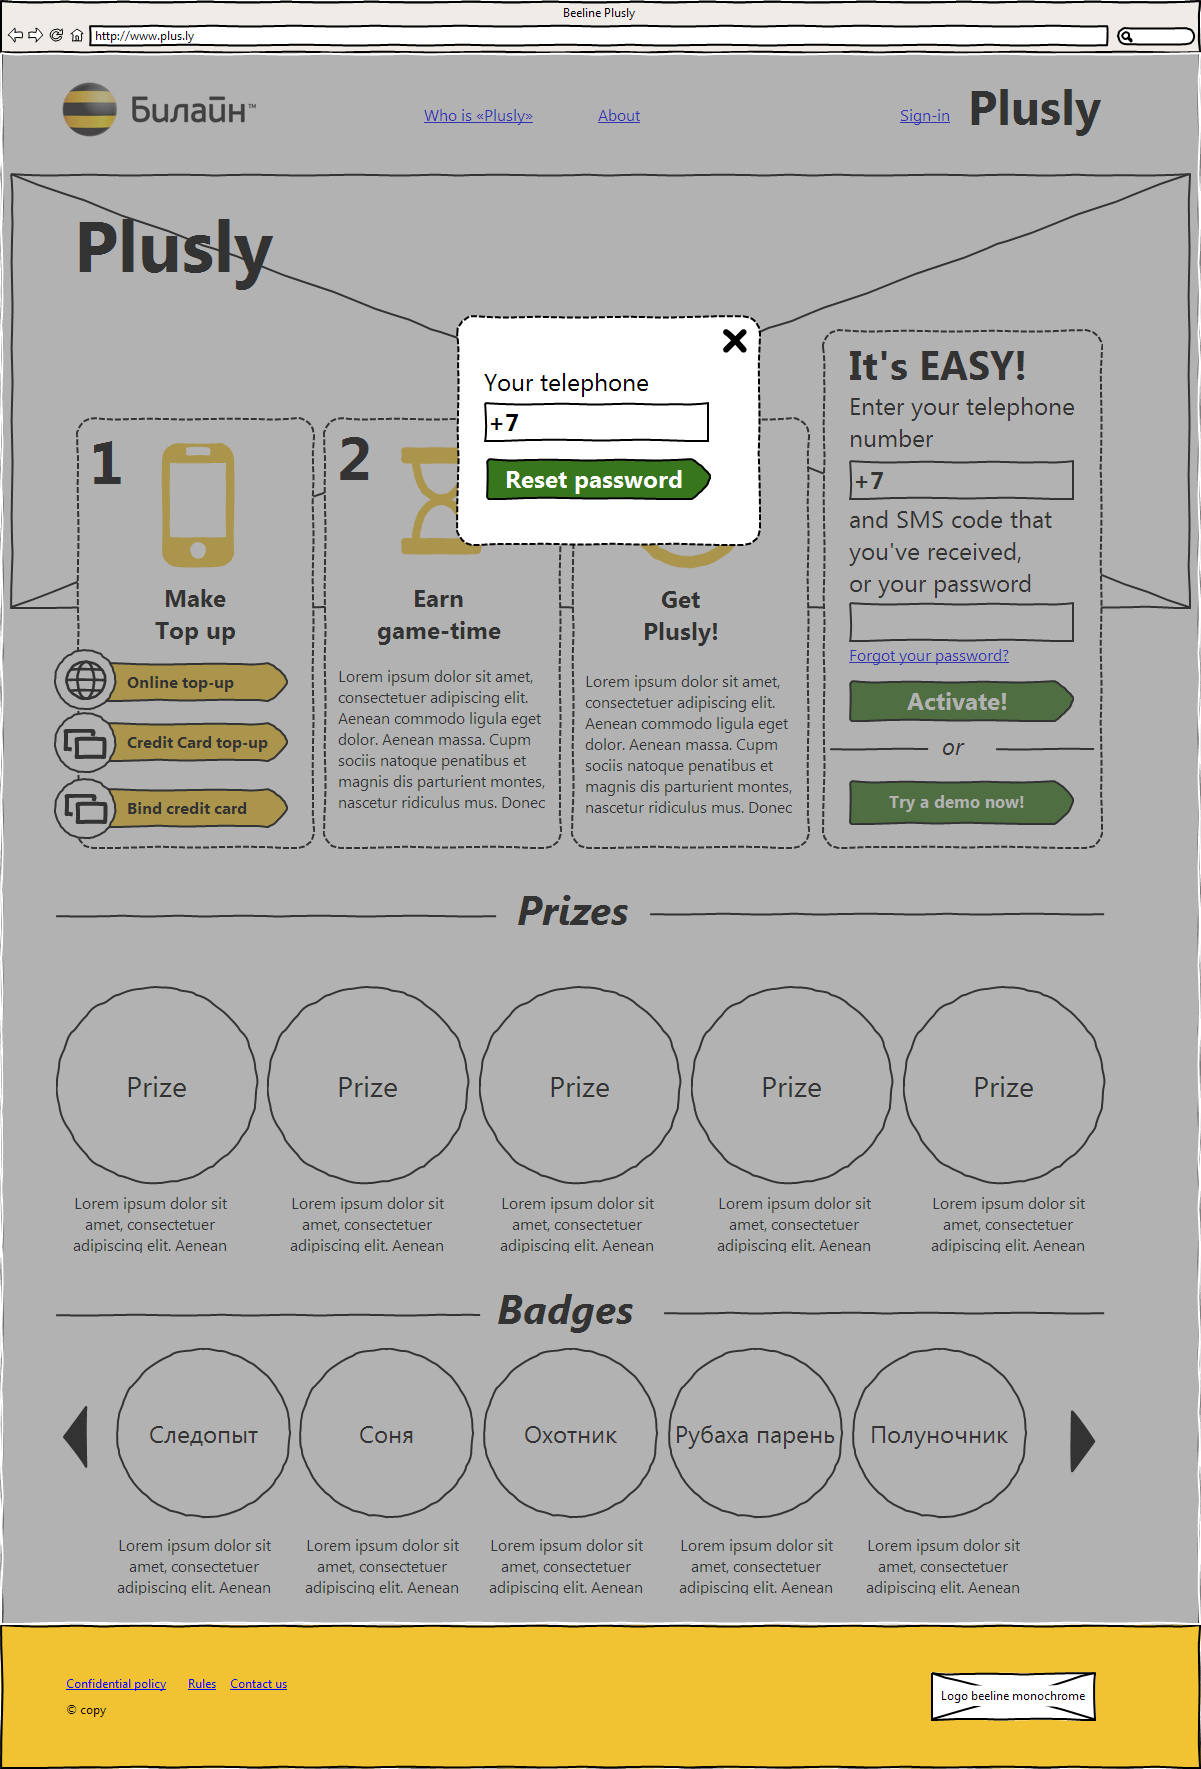 Beeline Plusly
http://www.plus.ly
Билайн™
Who is «Plusly»
About
Sign-in
Plusly
Plusly
Your telephone
+7
Reset password
1
Make
Top up
Online top-up
Credit Card top-up
Bind credit card
2
Earn
game-time
Lorem ipsum dolor sit amet,
consectetuer adipiscing elit.
Aenean commodo ligula eget
dolor. Aenean massa. Cupm
sociis natoque penatibus et
magnis dis parturient montes,
nascetur ridiculus mus. Donec
Get
Plusly!
Lorem ipsum dolor sit amet,
consectetuer adipiscing elit.
Aenean commodo ligula eget
dolor. Aenean massa. Cupm
sociis natoque penatibus et
magnis dis parturient montes,
nascetur ridiculus mus. Donec
It's EASY!
Enter your telephone
number
+7
and SMS code that
you've received,
or your password
Forgot your password?
Activate!
or
Try a demo now!
Prizes
Prize
Prize
Prize
Prize
Prize
Lorem ipsum dolor sit
amet, consectetuer
adipiscing elit. Aenean
Lorem ipsum dolor sit
amet, consectetuer
adipiscing elit. Aenean
Lorem ipsum dolor sit
amet, consectetuer
adipiscing elit. Aenean
Lorem ipsum dolor sit
amet, consectetuer
adipiscing elit. Aenean
Lorem ipsum dolor sit
amet, consectetuer
adipiscing elit. Aenean
Badges
Следопыт
Соня
Охотник
Рубаха парень
Полуночник
Lorem ipsum dolor sit
amet, consectetuer
adipiscing elit. Aenean
Lorem ipsum dolor sit
amet, consectetuer
adipiscing elit. Aenean
Lorem ipsum dolor sit
amet, consectetuer
adipiscing elit. Aenean
Lorem ipsum dolor sit
amet, consectetuer
adipiscing elit. Aenean
Lorem ipsum dolor sit
amet, consectetuer
adipiscing elit. Aenean
Confidential policy
Rules
Contact us
© copy
Logo beeline monochrome